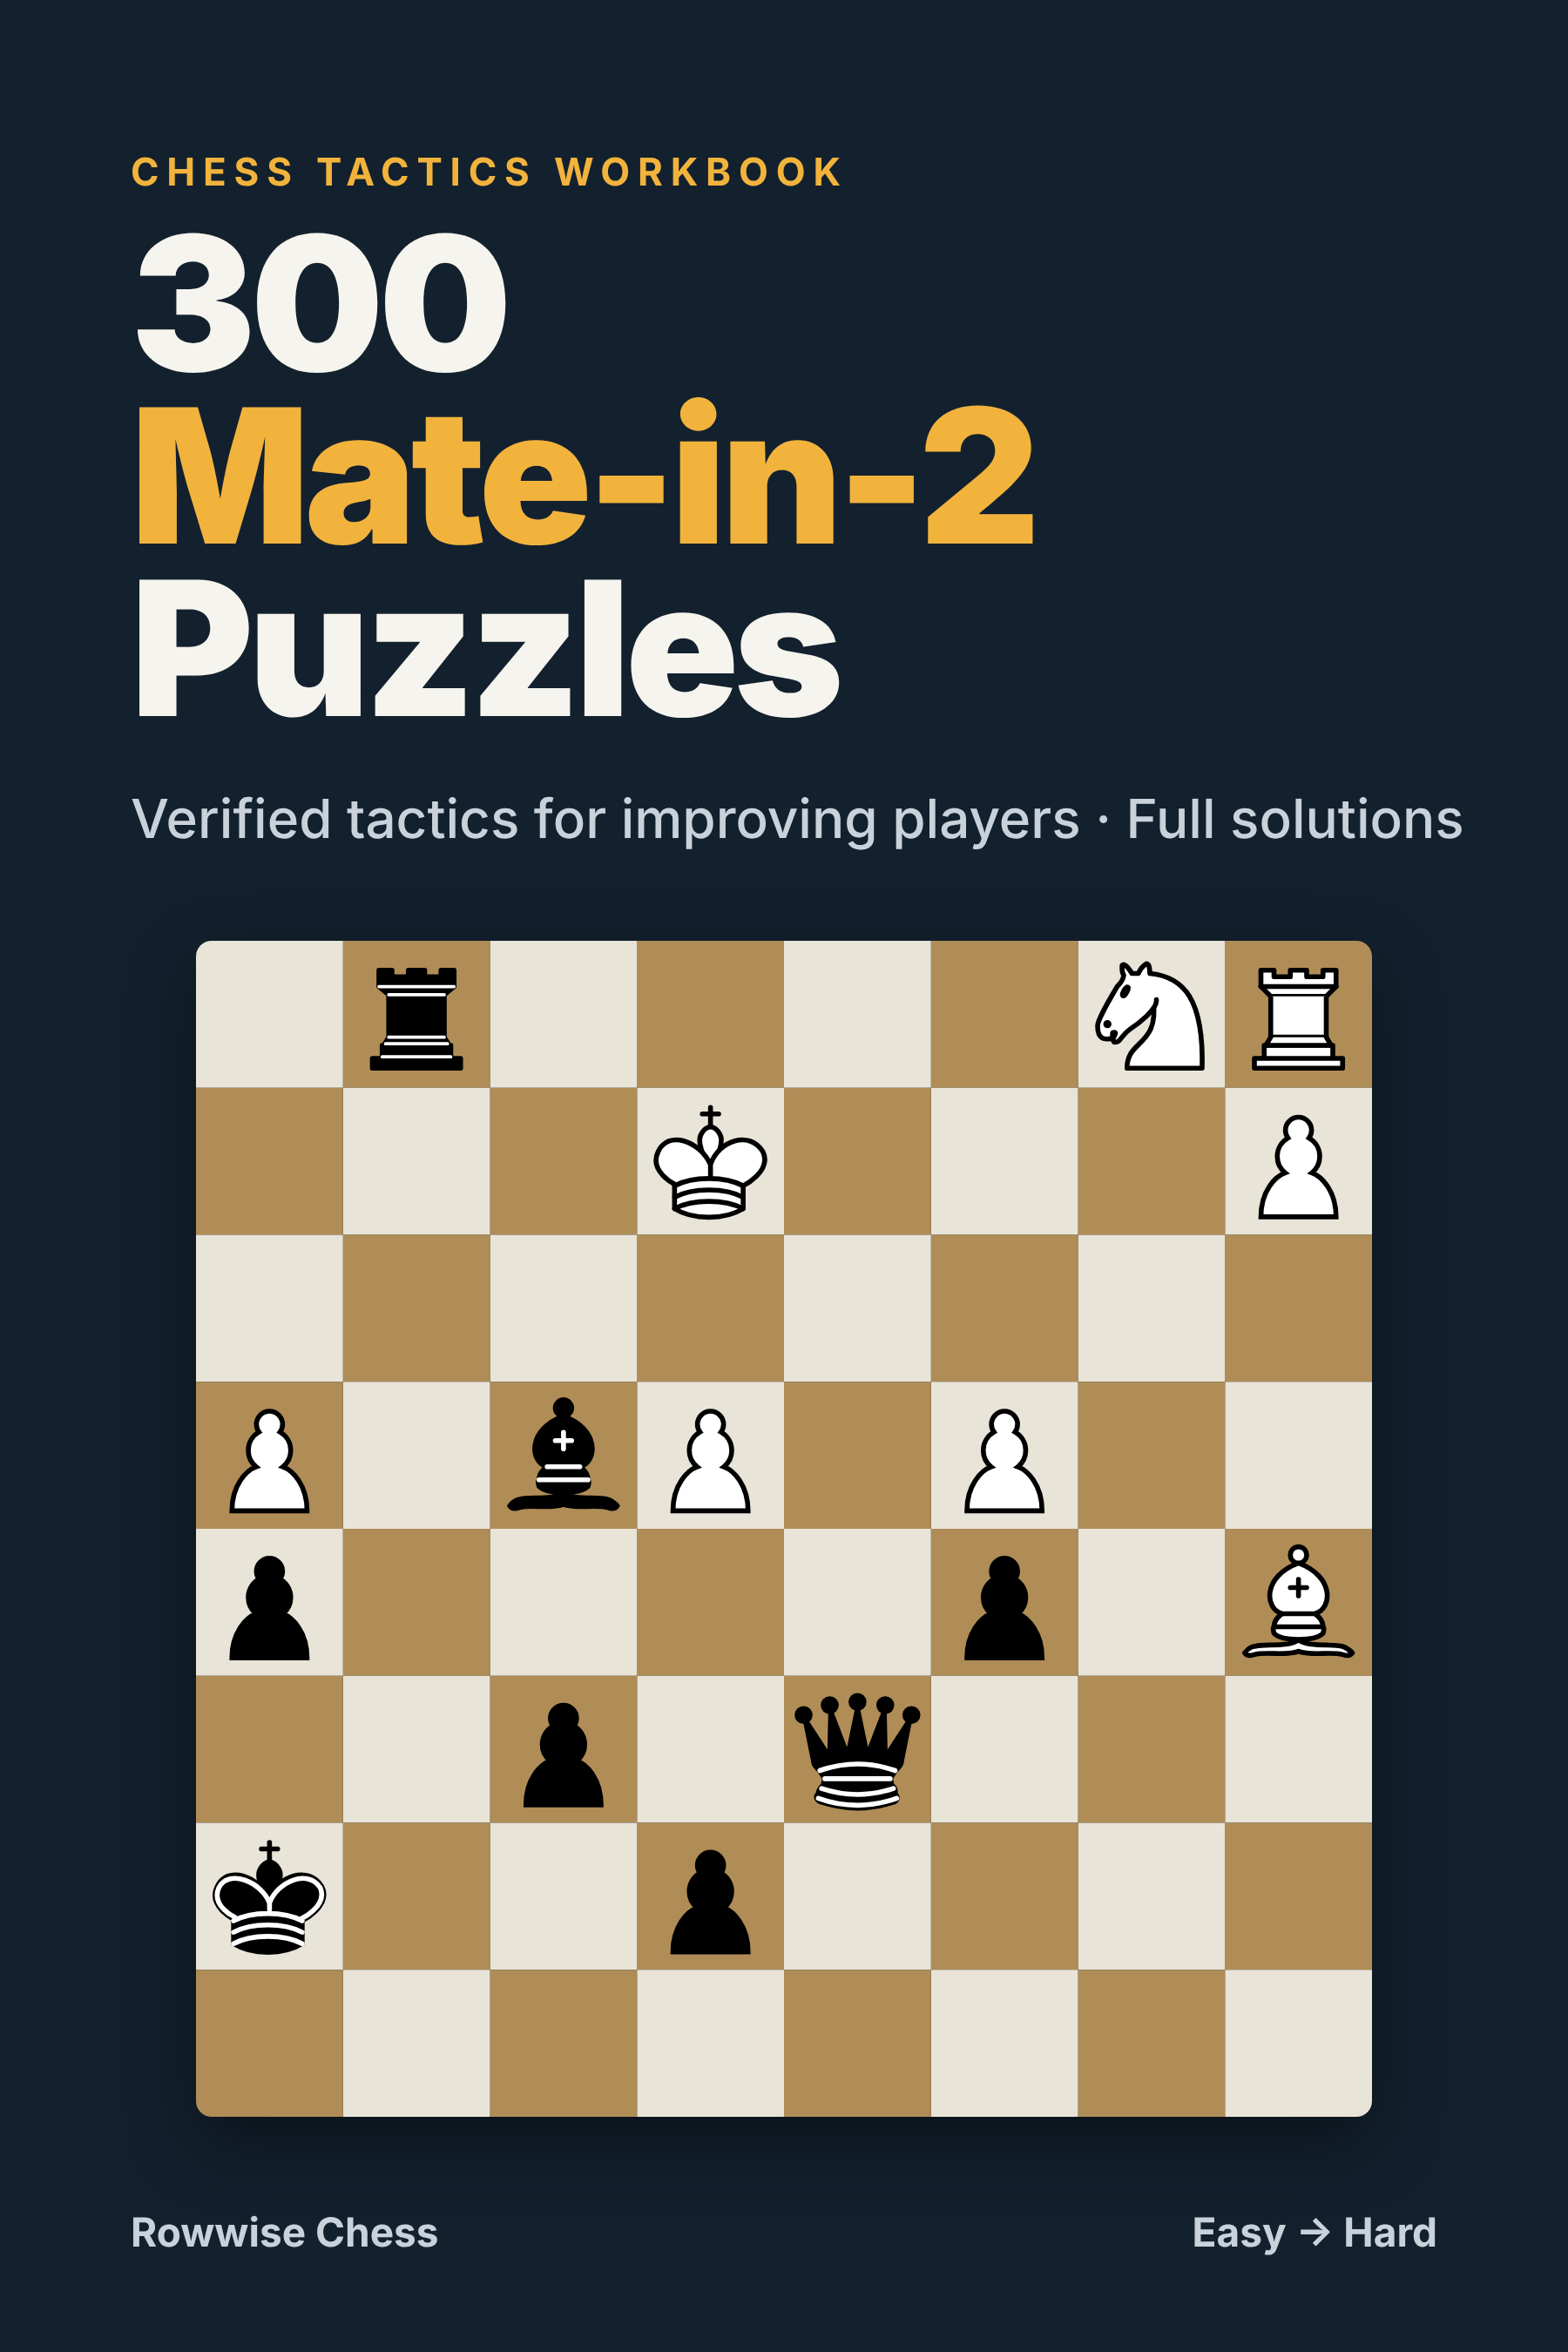 CHESS TACTICS WORKBOOK
300
Mate-in-2
Puzzles
Verified tactics for improving players · Full solutions
Rowwise Chess
Easy → Hard